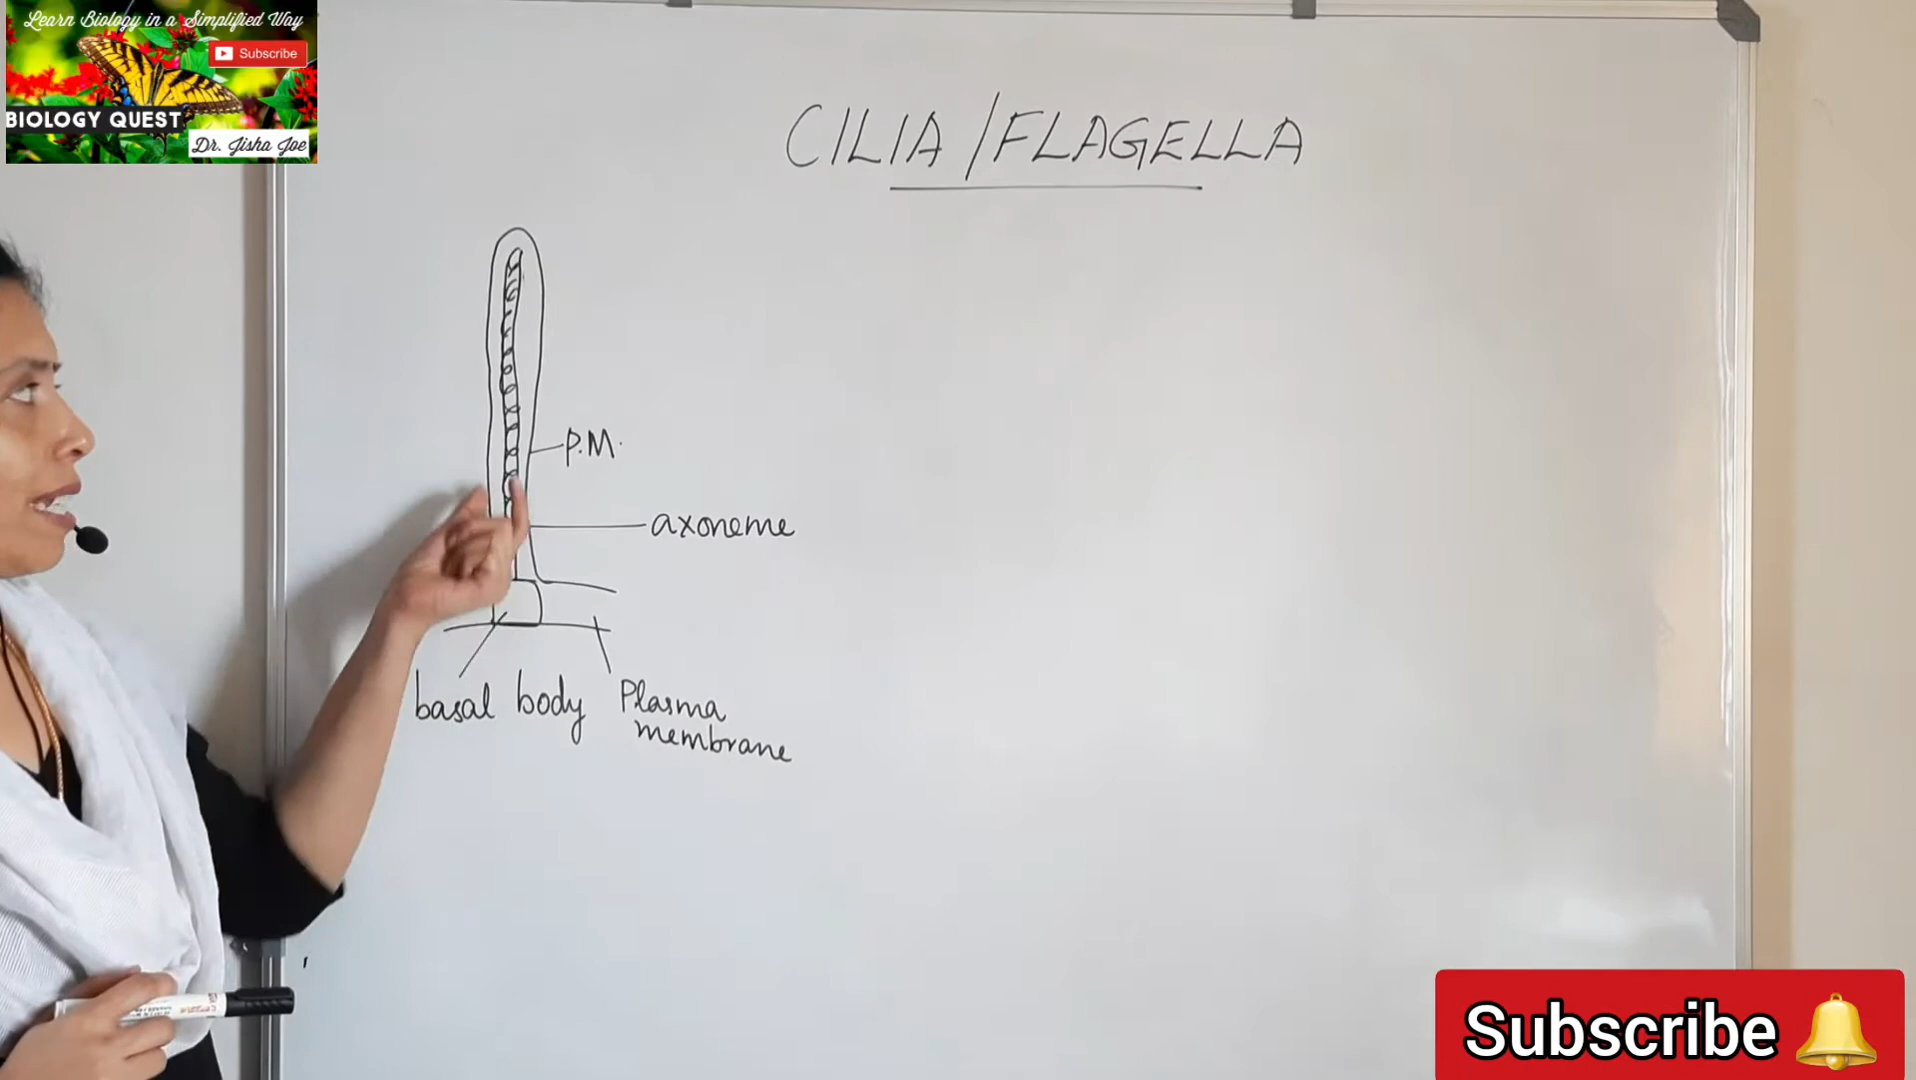 Learn Biology in a Simplified Way
Subscribe
BIOLOGY QUEST
Dr. Jisha Joe
CILIA/FLAGELLA
P.M.
axoneme
basal body
Plasma
membrane
Subscribe